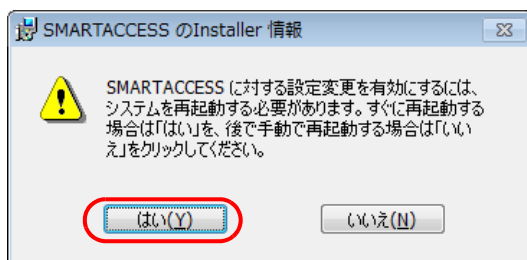 SMARTACCESS のInstaller 情報
SMARTACCESS に対する設定変更を有効にするには、
システムを再起動する必要があります。すぐに再起動する
場合は「はい」を、後で手動で再起動する場合は「いい
え」をクリックしてください。
はい(Y)
いいえ(N)